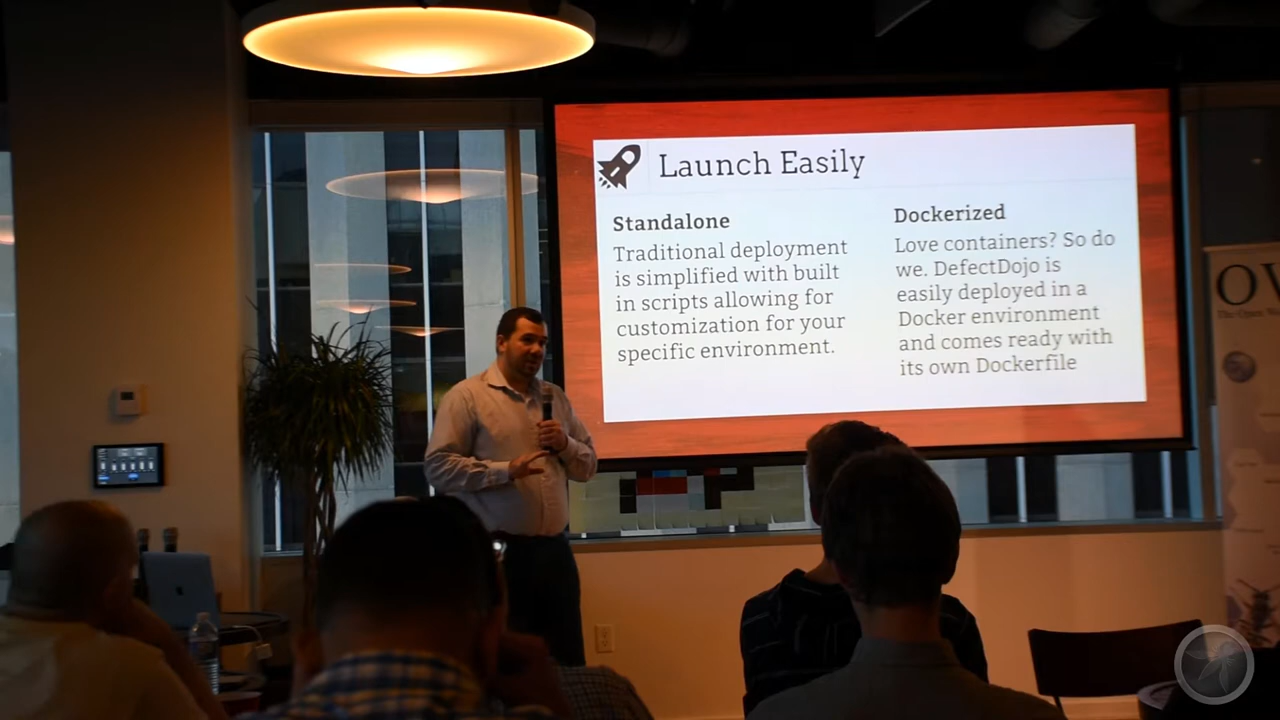 Launch Easily
Standalone
Traditional deployment
is simplified with built
in scripts allowing for
customization for your
specific environment.
Dockerized
Love containers? So do
we. DefectDojo is
easily deployed in a
Docker environment
and comes ready with
its own Dockerfile
The Open